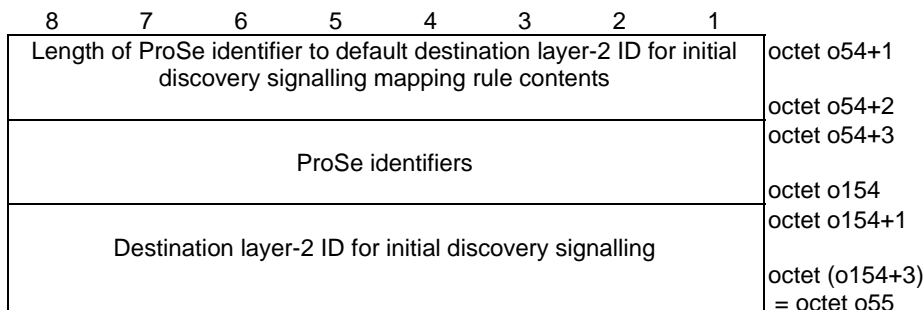 8 7 6 5 4 3 2 1
Length of ProSe identifier to default destination layer-2 ID for initial
discovery signalling mapping rule contents
octet o54+1
octet o54+2
ProSe identifiers
octet o54+3
octet o154
Destination layer-2 ID for initial discovery signalling
octet o154+1
octet (o154+3)
= octet o55